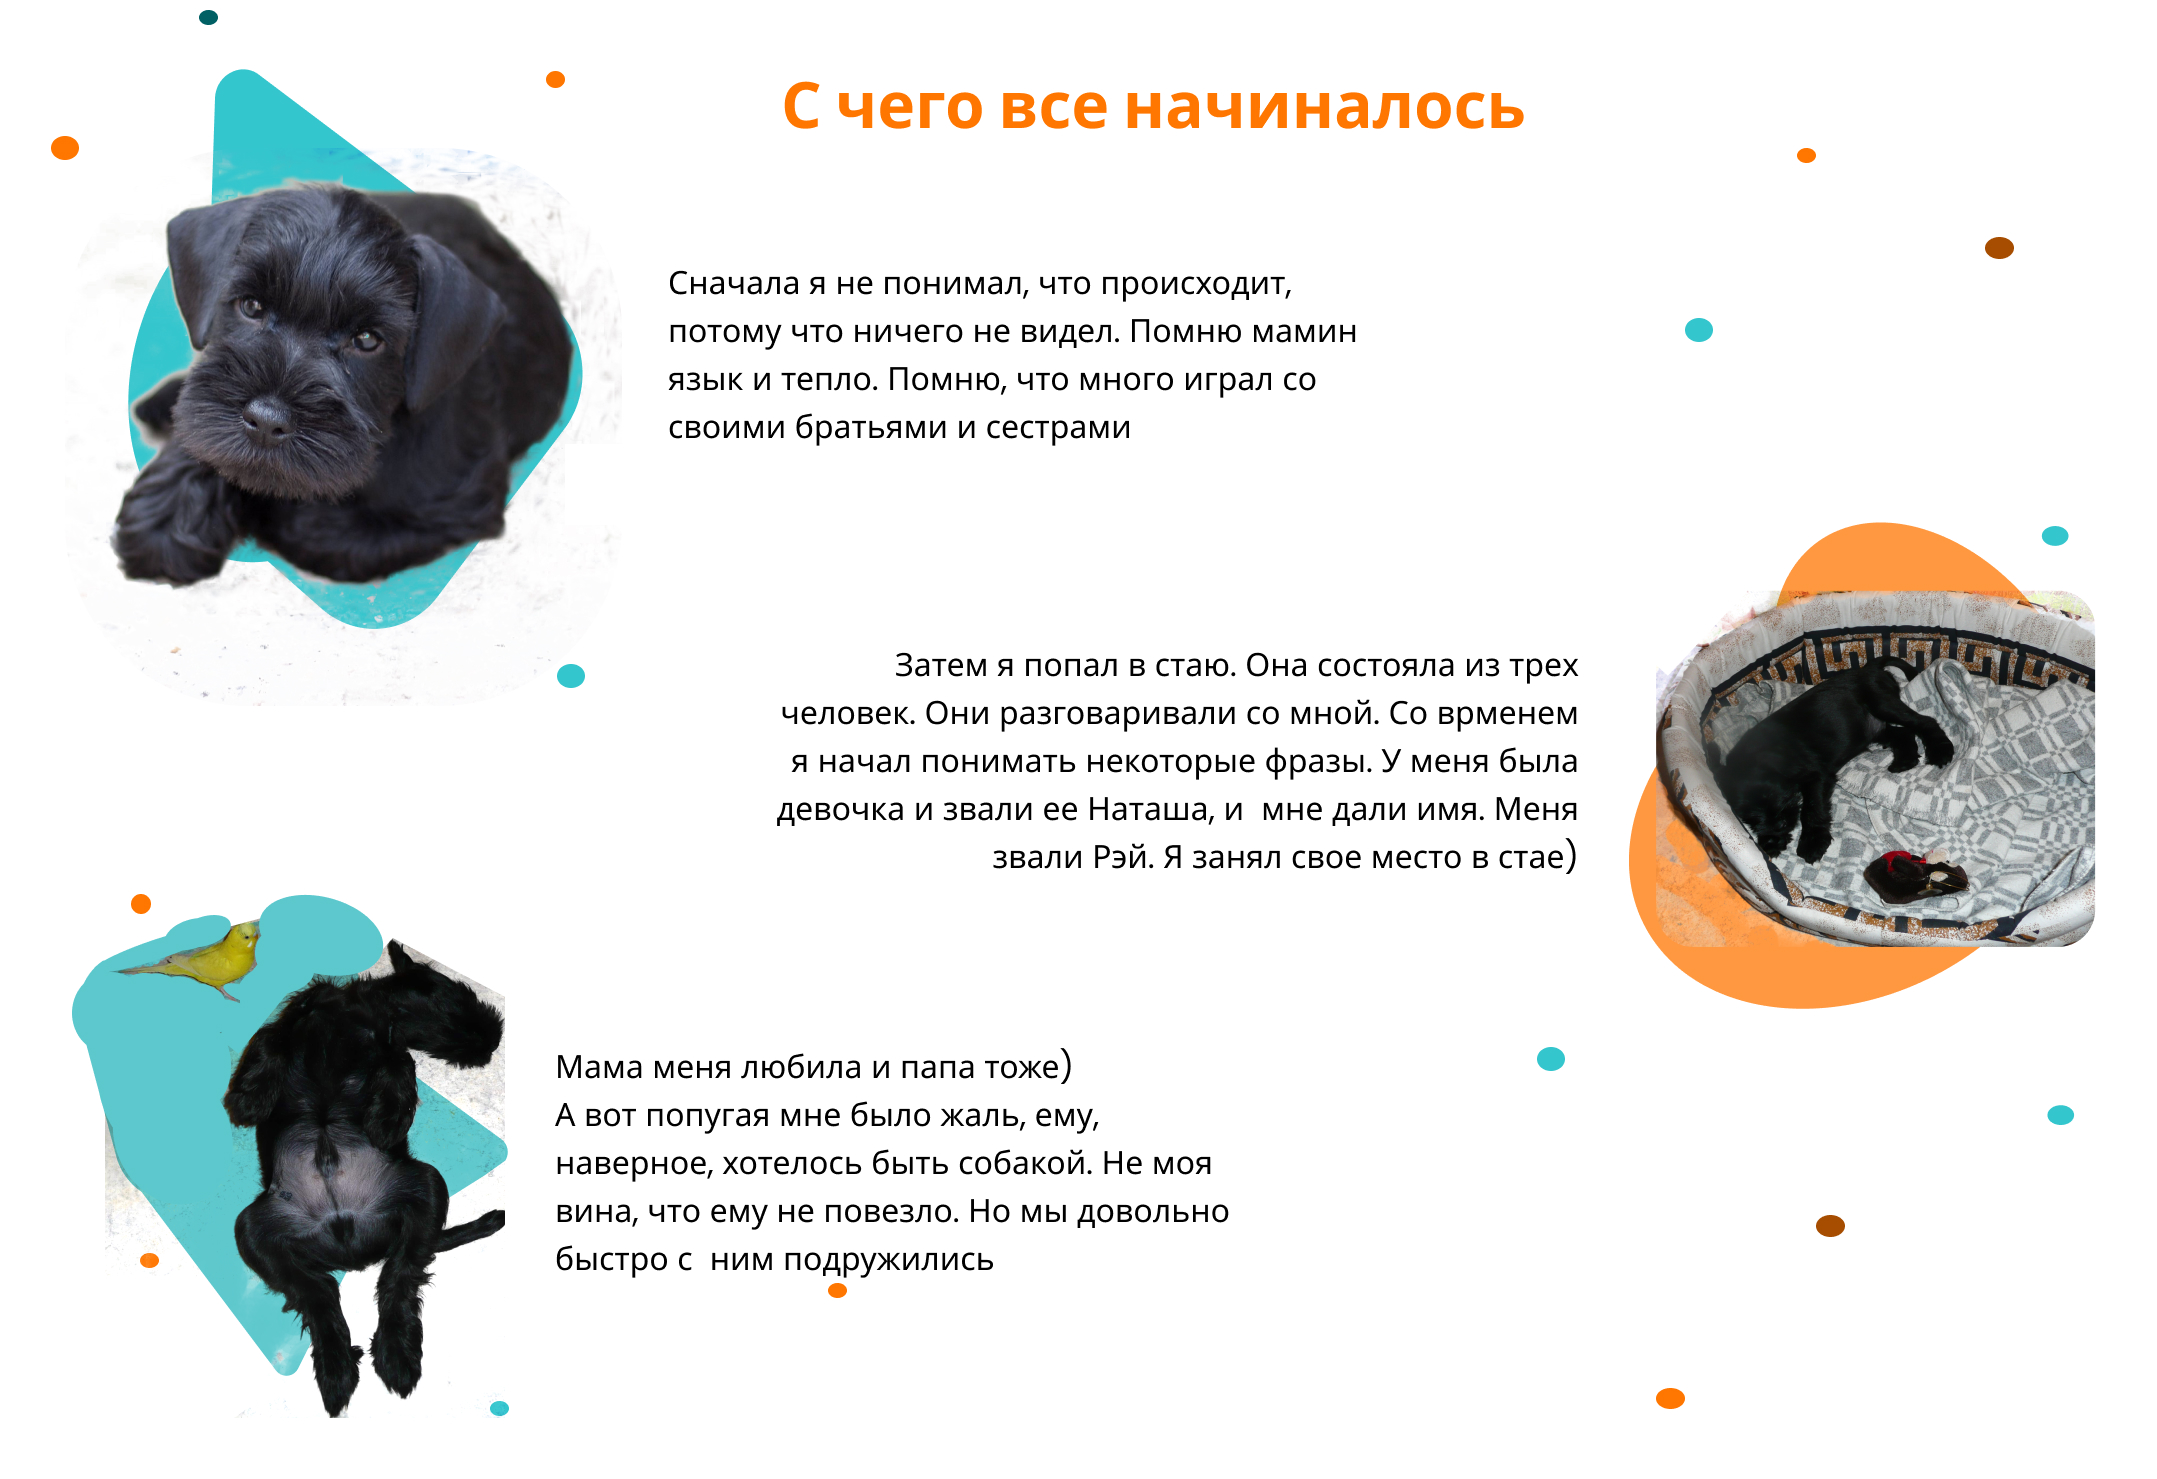 С чего все начиналось
Сначала я не понимал, что происходит,
потому что ничего не видел. Помню мамин
язык и тепло. Помню, что много играл со
своими братьями и сестрами
Затем я попал в стаю. Она состояла из трех
человек. Они разговаривали со мной. Со врменем
я начал понимать некоторые фразы. У меня была
девочка и звали ее Наташа, и  мне дали имя. Меня
звали Рэй. Я занял свое место в стае)
Мама меня любила и папа тоже)
А вот попугая мне было жаль, ему,
наверное, хотелось быть собакой. Не моя
вина, что ему не повезло. Но мы довольно
быстро с  ним подружились